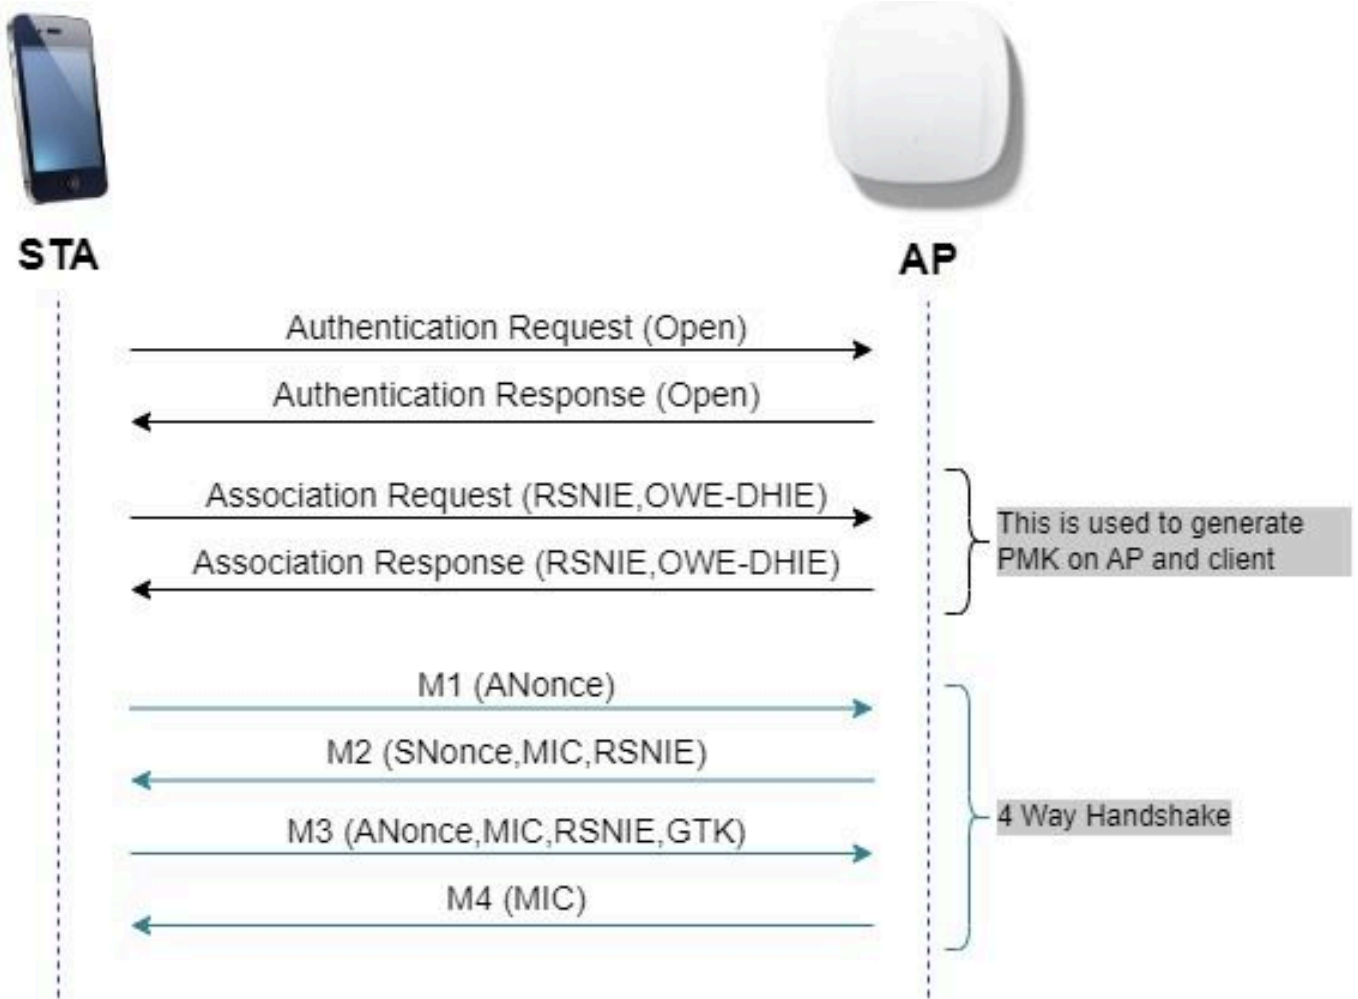 STA
AP
Authentication Request (Open)
Authentication Response (Open)
Association Request (RSNIE,OWE-DHIE)
Association Response (RSNIE,OWE-DHIE)
This is used to generate
PMK on AP and client
M1 (ANonce)
M2 (SNonce,MIC,RSNIE)
M3 (ANonce,MIC,RSNIE,GTK)
M4 (MIC)
4 Way Handshake